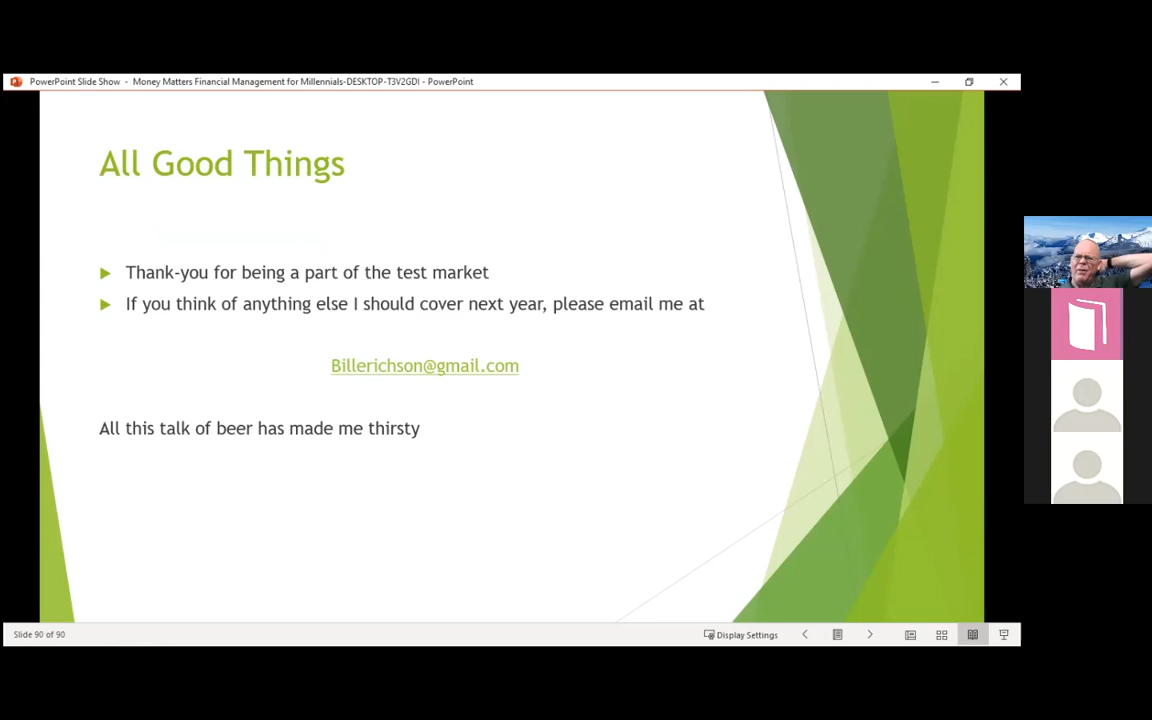 PowerPoint Slide Show - Money Matters Financial Management for Millennials-DESKTOP-T3V2GDI - PowerPoint
All Good Things
Thank-you for being a part of the test market
If you think of anything else I should cover next year, please email me at
Billerichson@gmail.com
All this talk of beer has made me thirsty
Slide 90 of 90
Display Settings